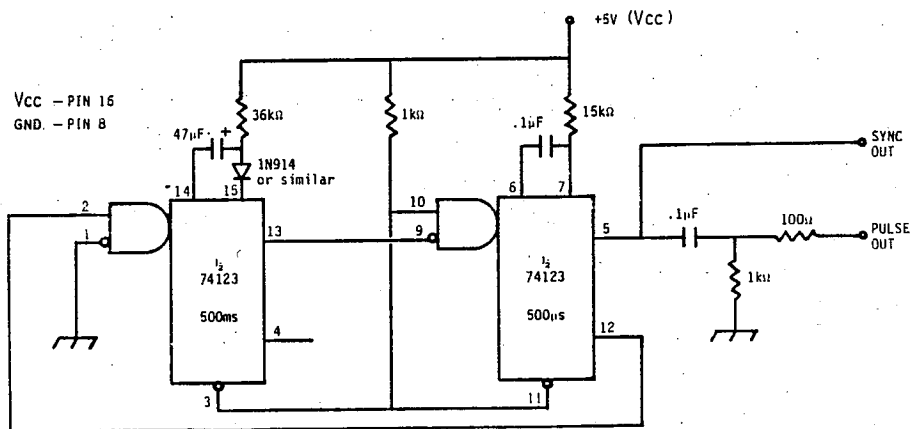 +5V (VCC)
VCC – PIN 16
GND. – PIN 8
36kΩ
1kΩ
15kΩ
47µF
+
.1µF
1N914
or similar
SYNC
OUT
14
15
6
7
2
1
10
9
13
5
.1µF
100Ω
PULSE
OUT
½
74123
500ms
½
74123
500µs
1kΩ
4
12
3
11